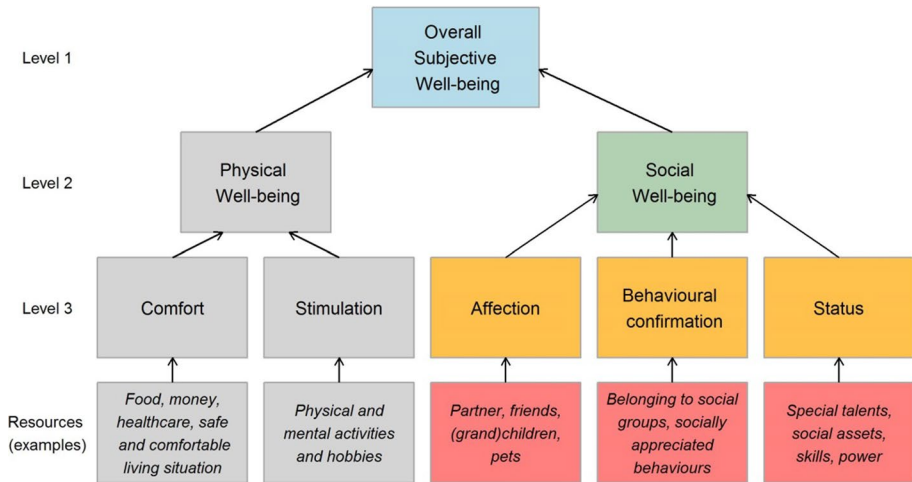 Level 1
Overall
Subjective
Well-being
Level 2
Physical
Well-being
Social
Well-being
Level 3
Comfort
Stimulation
Affection
Behavioural
confirmation
Status
Resources
(examples)
Food, money,
healthcare, safe
and comfortable
living situation
Physical and
mental activities
and hobbies
Partner, friends,
(grand)children,
pets
Belonging to social
groups, socially
appreciated
behaviours
Special talents,
social assets,
skills, power